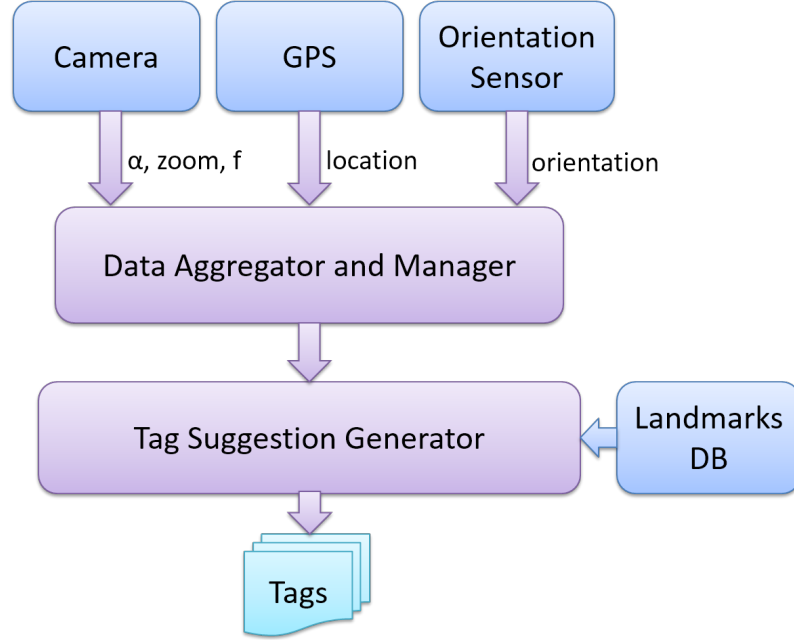 Camera
GPS
Orientation
Sensor
α, zoom, f
location
orientation
Data Aggregator and Manager
Tag Suggestion Generator
Landmarks
DB
Tags